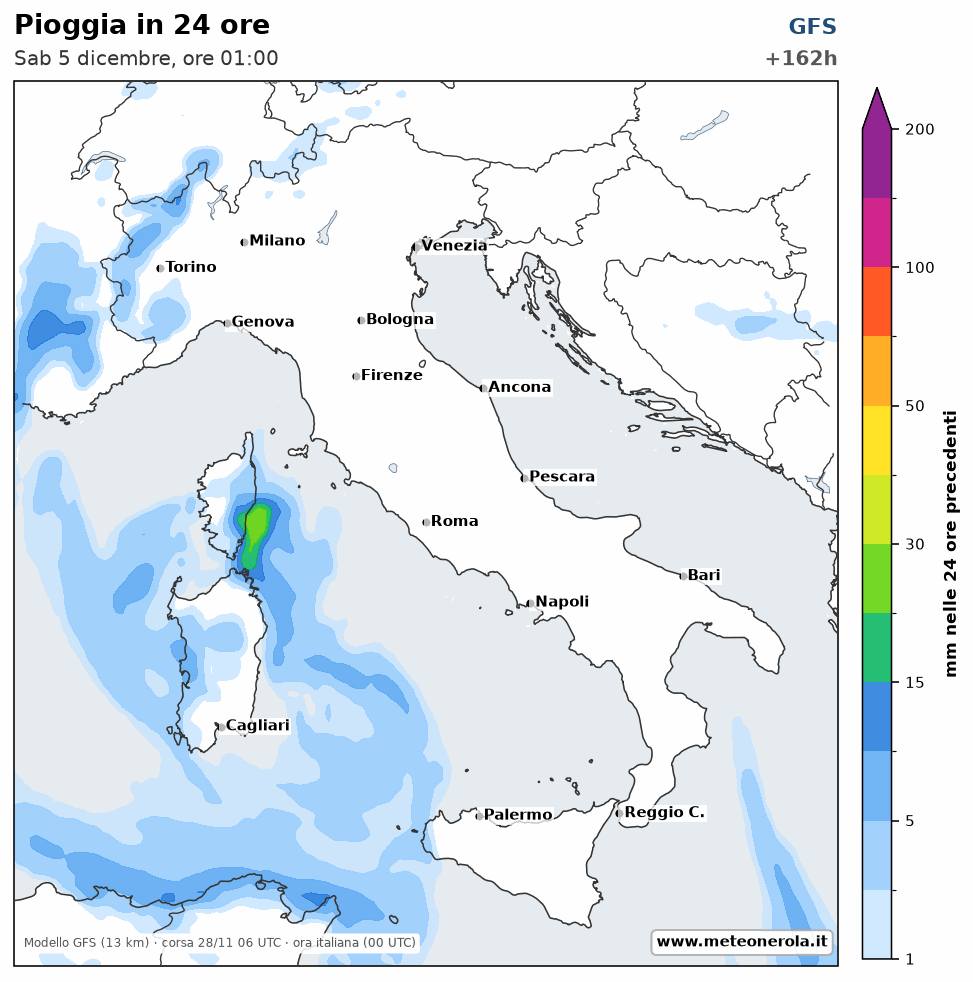 Pioggia in 24 ore
GFS
Sab 5 dicembre, ore 01:00
+162h
200
100
50
30
15
5
1
mm nelle 24 ore precedenti
Milano
Venezia
Torino
Genova
Bologna
Firenze
Ancona
Pescara
Roma
Bari
Napoli
Cagliari
Palermo
Reggio C.
Modello GFS (13 km) · corsa 28/11 06 UTC · ora italiana (00 UTC)
www.meteonerola.it